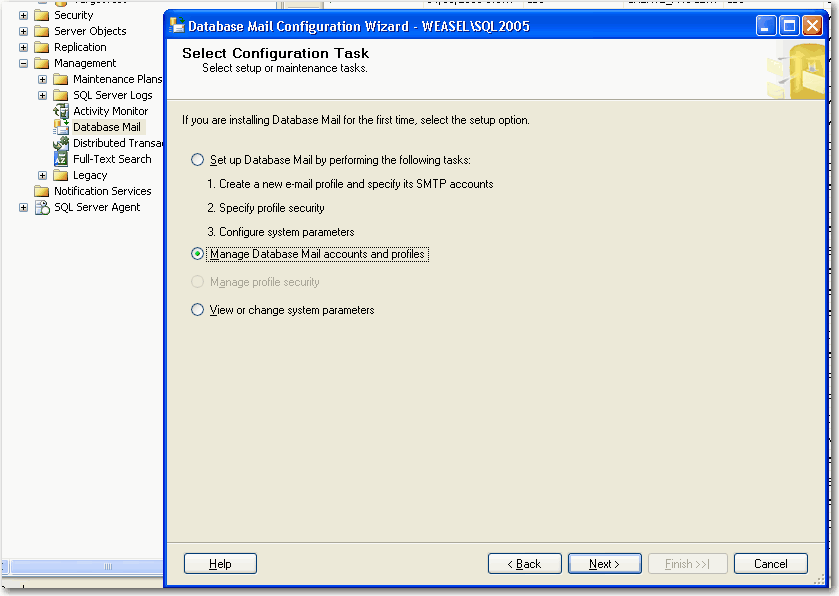 Security
Server Objects
Replication
Management
Maintenance Plans
SQL Server Logs
Activity Monitor
Database Mail
Distributed Transac
Full-Text Search
Legacy
Notification Services
SQL Server Agent
Database Mail Configuration Wizard - WEASEL\SQL2005
Select Configuration Task
Select setup or maintenance tasks.
If you are installing Database Mail for the first time, select the setup option.
Set up Database Mail by performing the following tasks:
1. Create a new e-mail profile and specify its SMTP accounts
2. Specify profile security
3. Configure system parameters
Manage Database Mail accounts and profiles
Manage profile security
View or change system parameters
Help
< Back
Next >
Finish >>|
Cancel